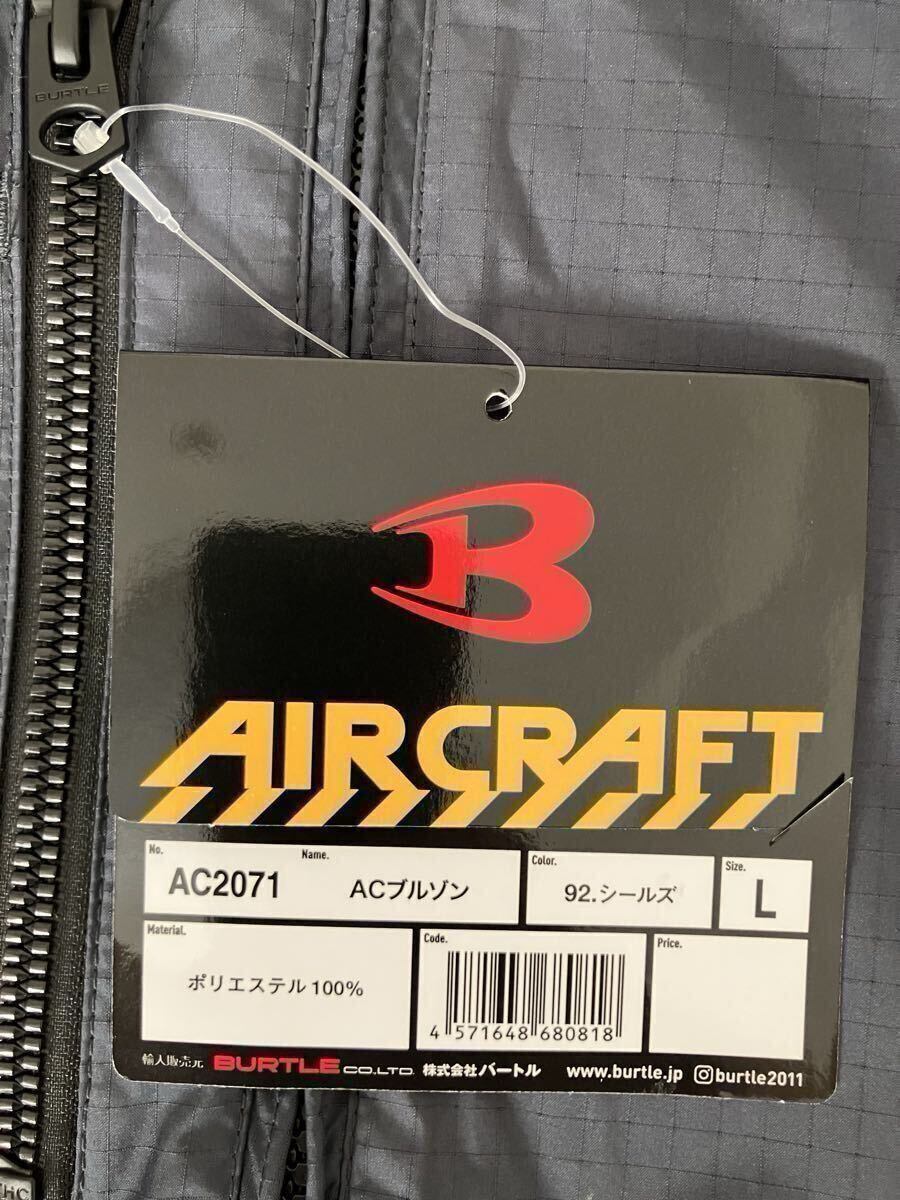 BURTLE
B
AIRCRAFT
No. Name. Color. Size.
AC2071 ACブルゾン 92.シールズ L
Material. Code. Price.
ポリエステル100%
4 571648 680818
輸入販売元 BURTLE CO.LTD. 株式会社バートル www.burtle.jp burtle2011
HC